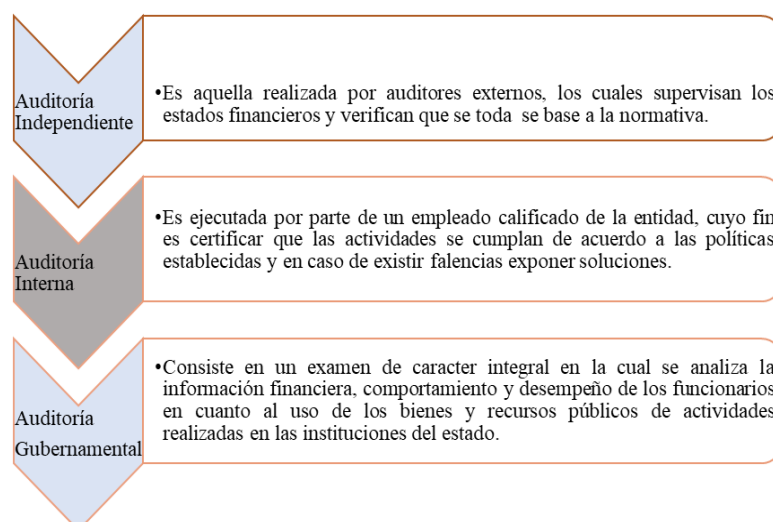 Auditoría
Independiente
•Es aquella realizada por auditores externos, los cuales supervisan los
estados financieros y verifican que se toda se base a la normativa.
Auditoría
Interna
•Es ejecutada por parte de un empleado calificado de la entidad, cuyo fin
es certificar que las actividades se cumplan de acuerdo a las políticas
establecidas y en caso de existir falencias exponer soluciones.
Auditoría
Gubernamental
•Consiste en un examen de caracter integral en la cual se analiza la
información financiera, comportamiento y desempeño de los funcionarios
en cuanto al uso de los bienes y recursos públicos de actividades
realizadas en las instituciones del estado.